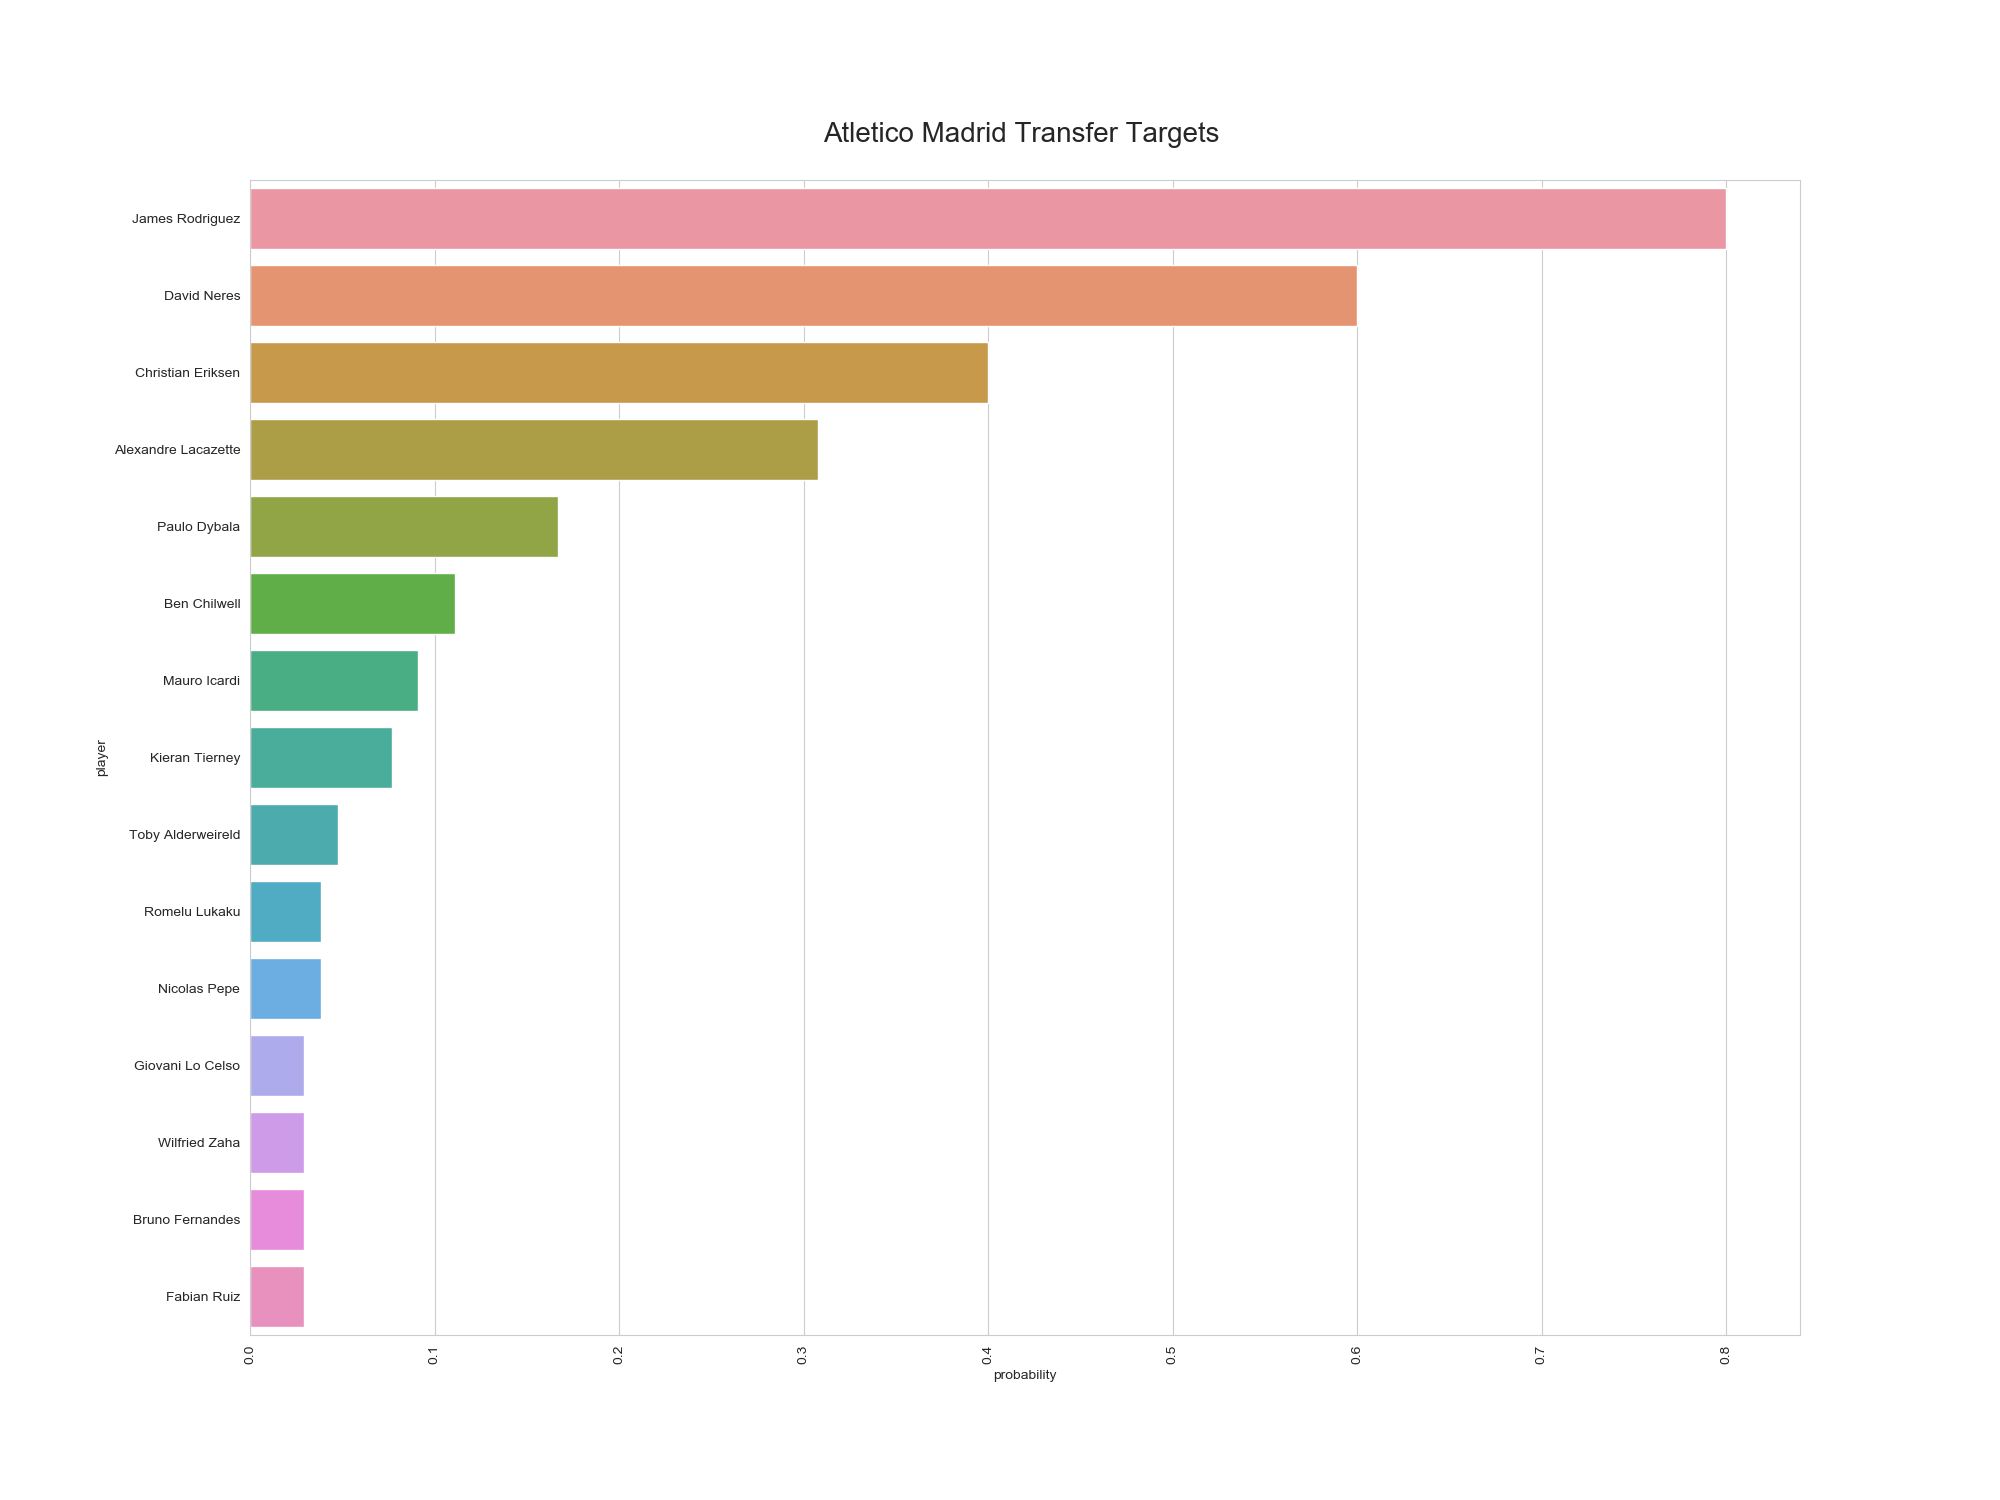 Atletico Madrid Transfer Targets
James Rodriguez
David Neres
Christian Eriksen
Alexandre Lacazette
Paulo Dybala
Ben Chilwell
Mauro Icardi
Kieran Tierney
Toby Alderweireld
Romelu Lukaku
Nicolas Pepe
Giovani Lo Celso
Wilfried Zaha
Bruno Fernandes
Fabian Ruiz
player
0.0
0.1
0.2
0.3
0.4
0.5
0.6
0.7
0.8
probability